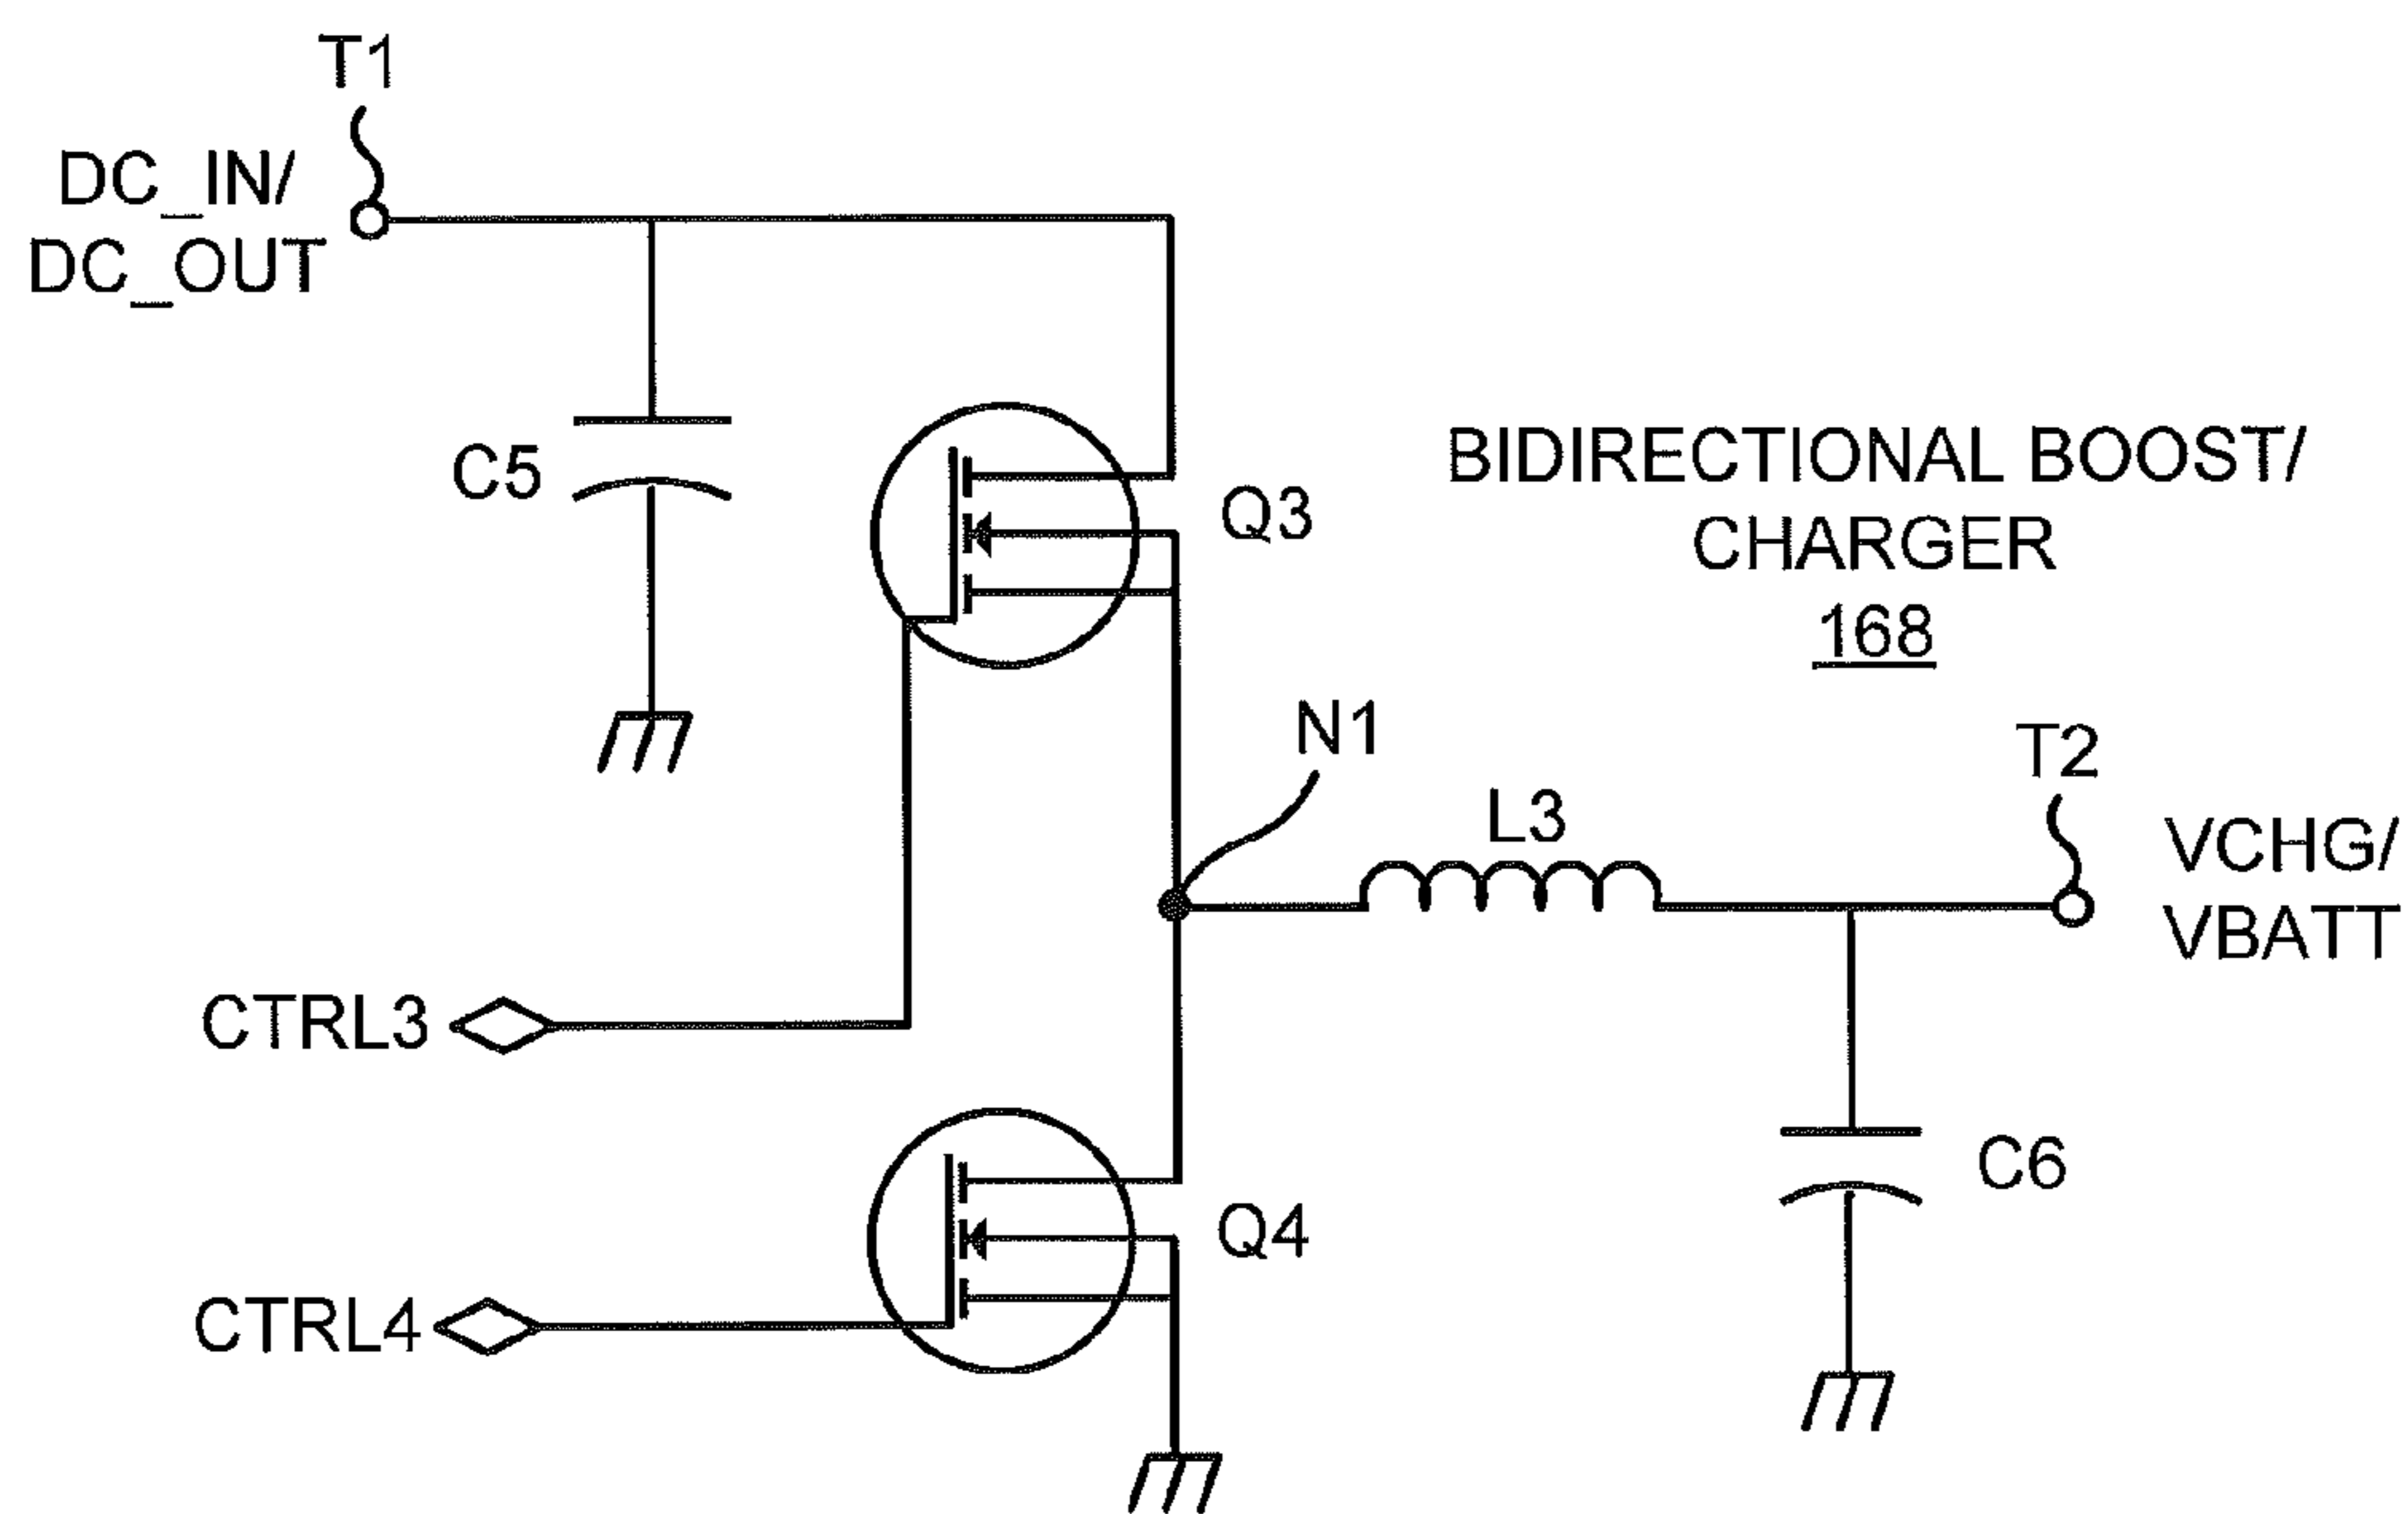 T1
DC_IN/
DC_OUT
C5
Q3
BIDIRECTIONAL BOOST/
CHARGER
168
N1
T2
L3
VCHG/
VBATT
CTRL3
C6
Q4
CTRL4